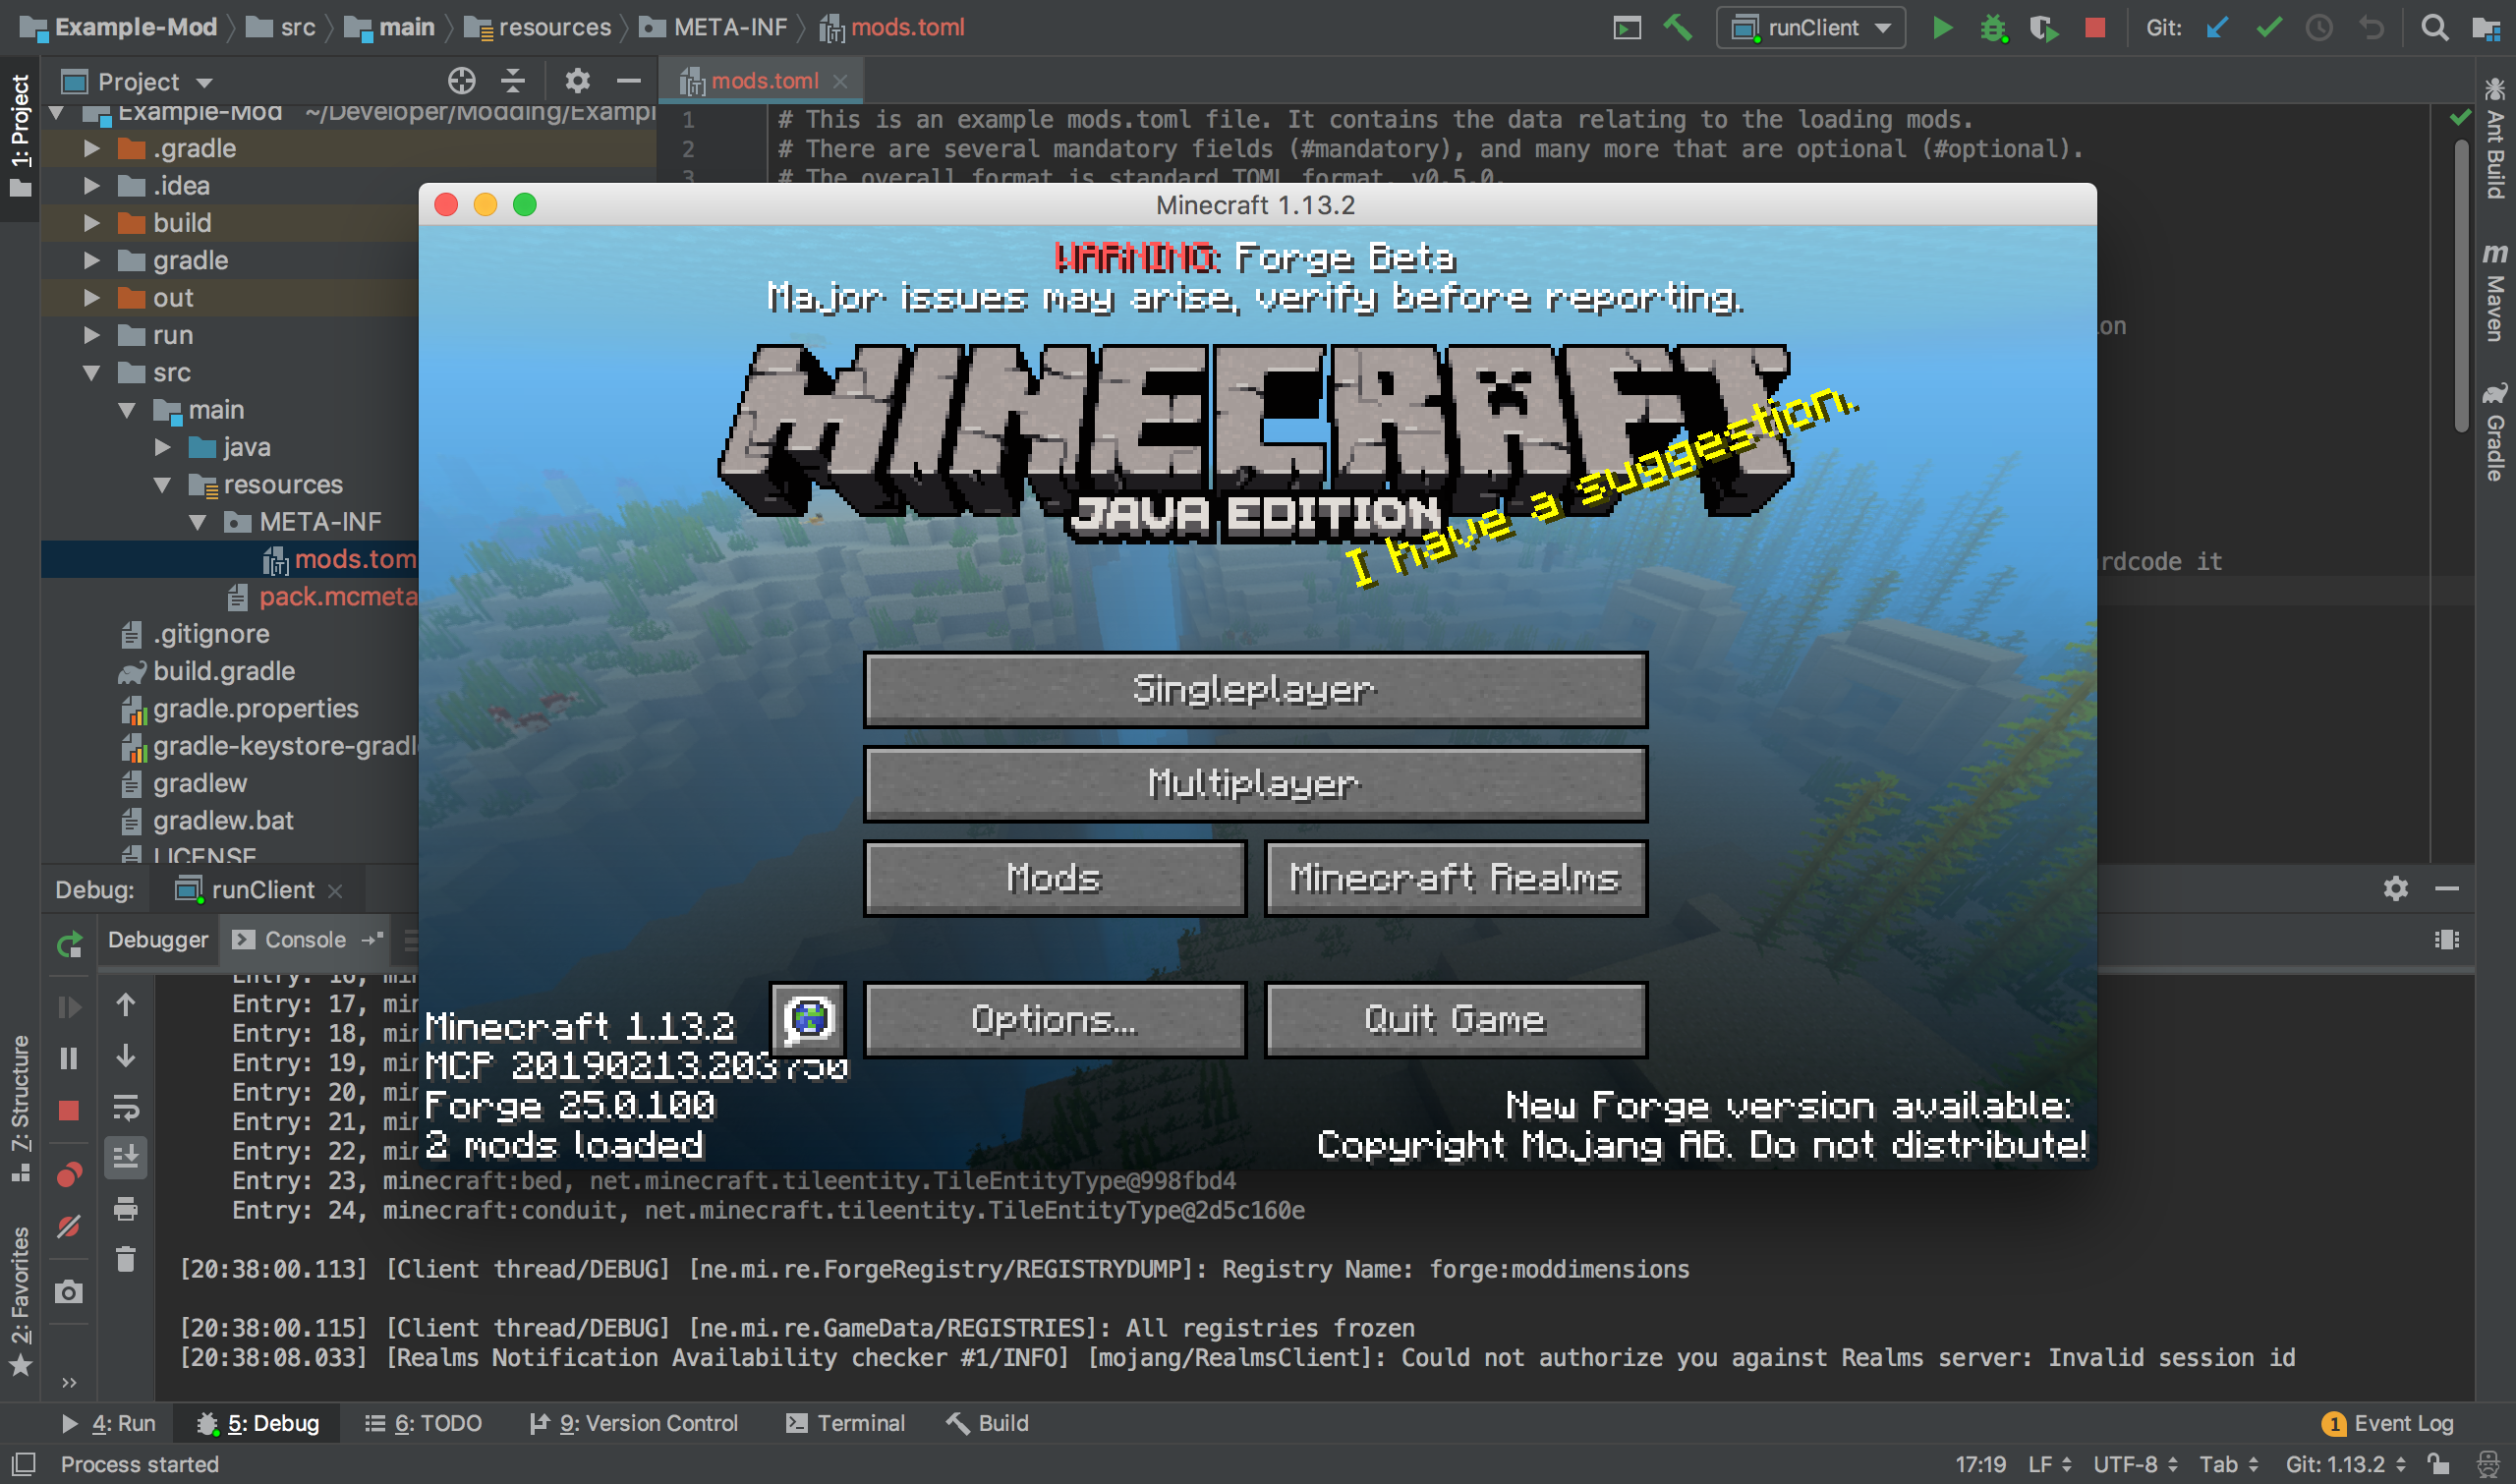 Example-Mod src main resources META-INF mods.toml
runClient Git:
1: Project
Project
mods.toml
Example-Mod ~/Developer/Modding/Exampl
.gradle
.idea
build
gradle
out
run
src
main
java
resources
META-INF
mods.tom
pack.mcmeta
.gitignore
build.gradle
gradle.properties
gradle-keystore-gradl
gradlew
gradlew.bat
LICENSE
1 # This is an example mods.toml file. It contains the data relating to the loading mods.
2 # There are several mandatory fields (#mandatory), and many more that are optional (#optional).
3 # The overall format is standard TOML format, v0.5.0.
on
rdcode it
Ant Build
Maven
Gradle
Minecraft 1.13.2
WARNING: Forge Beta
Major issues may arise, verify before reporting.
MINECRAFT
JAVA EDITION
I have a suggestion.
Singleplayer
Multiplayer
Mods
Minecraft Realms
Options...
Quit Game
Minecraft 1.13.2
MCP 20190213.203750
Forge 25.0.100
2 mods loaded
New Forge version available:
Copyright Mojang AB. Do not distribute!
Debug: runClient
Debugger Console
Entry: 16, min
Entry: 17, min
Entry: 18, min
Entry: 19, min
Entry: 20, min
Entry: 21, min
Entry: 22, min
Entry: 23, minecraft:bed, net.minecraft.tileentity.TileEntityType@998fbd4
Entry: 24, minecraft:conduit, net.minecraft.tileentity.TileEntityType@2d5c160e
[20:38:00.113] [Client thread/DEBUG] [ne.mi.re.ForgeRegistry/REGISTRYDUMP]: Registry Name: forge:moddimensions
[20:38:00.115] [Client thread/DEBUG] [ne.mi.re.GameData/REGISTRIES]: All registries frozen
[20:38:08.033] [Realms Notification Availability checker #1/INFO] [mojang/RealmsClient]: Could not authorize you against Realms server: Invalid session id
7: Structure
2: Favorites
4: Run 5: Debug 6: TODO 9: Version Control Terminal Build
1 Event Log
Process started
17:19 LF UTF-8 Tab Git: 1.13.2